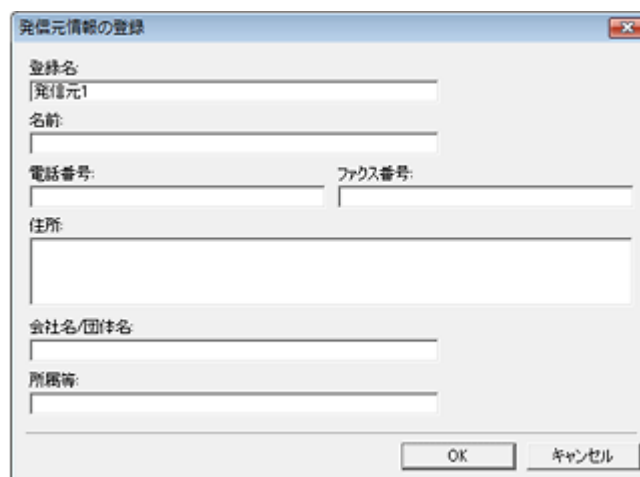 発信元情報の登録
登録名:
発信元1
名前:
電話番号: ファクス番号:
住所:
会社名/団体名:
所属等:
OK キャンセル